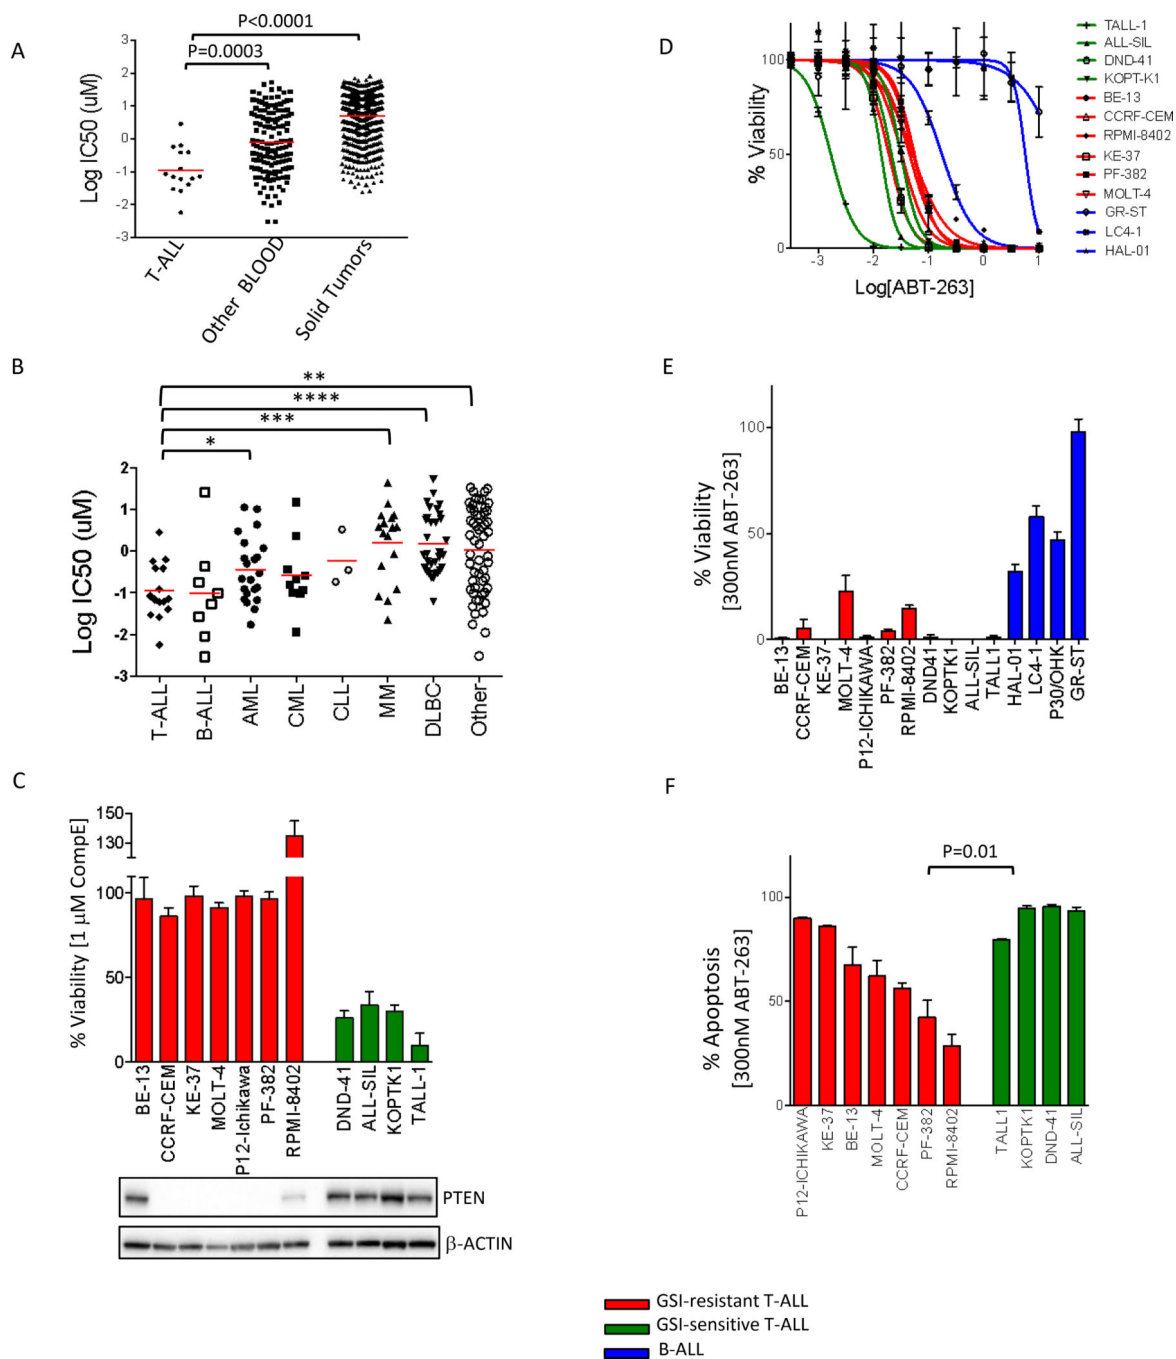 A
P<0.0001
P=0.0003
Log IC50 (uM)
3
2
1
0
-1
-2
-3
T-ALL
Other BLOOD
Solid Tumors
B
**
****
***
*
Log IC50 (uM)
2
1
0
-1
-2
-3
T-ALL
B-ALL
AML
CML
CLL
MM
DLBC
Other
C
% Viability [1 µM CompE]
150
130
100
50
0
BE-13
CCRF-CEM
KE-37
MOLT-4
P12-Ichikawa
PF-382
RPMI-8402
DND-41
ALL-SIL
KOPTK1
TALL-1
PTEN
β-ACTIN
D
% Viability
100
50
0
-3
-2
-1
0
1
Log[ABT-263]
TALL-1
ALL-SIL
DND-41
KOPT-K1
BE-13
CCRF-CEM
RPMI-8402
KE-37
PF-382
MOLT-4
GR-ST
LC4-1
HAL-01
E
% Viability
[300nM ABT-263]
100
50
0
BE-13
CCRF-CEM
KE-37
MOLT-4
P12-ICHIKAWA
PF-382
RPMI-8402
DND41
KOPTK1
ALL-SIL
TALL1
HAL-01
LC4-1
P30/OHK
GR-ST
F
P=0.01
% Apoptosis
[300nM ABT-263]
100
50
0
P12-ICHIKAWA
KE-37
BE-13
MOLT-4
CCRF-CEM
PF-382
RPMI-8402
TALL1
KOPTK1
DND-41
ALL-SIL
GSI-resistant T-ALL
GSI-sensitive T-ALL
B-ALL